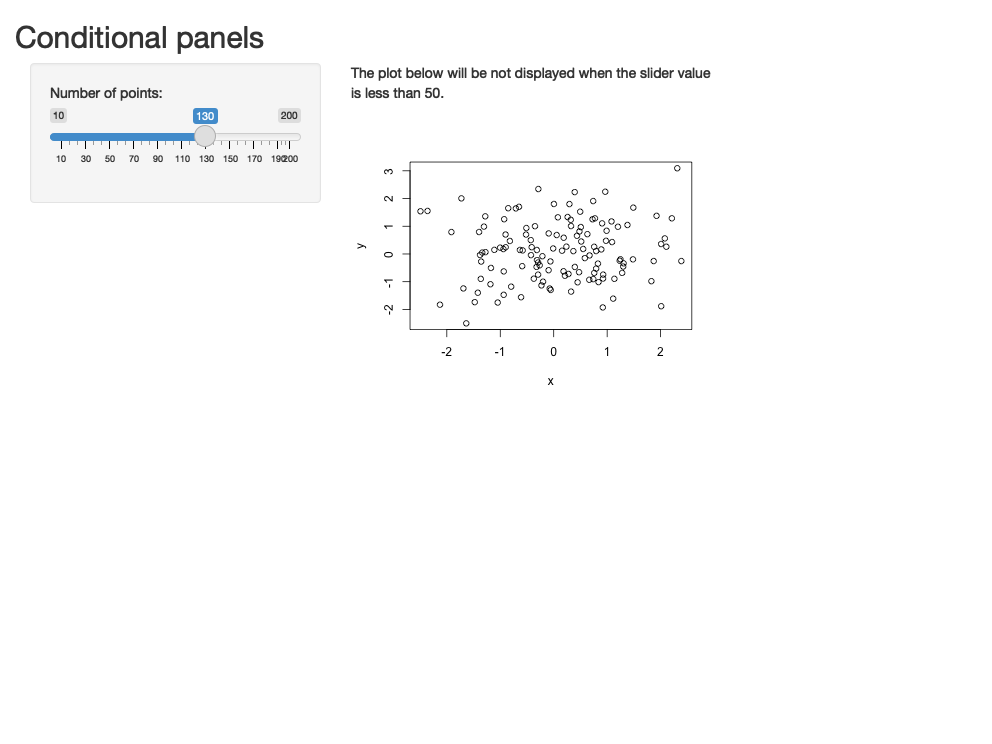 Conditional panels
Number of points:
10 130 200
10 30 50 70 90 110 130 150 170 190 200
The plot below will be not displayed when the slider value
is less than 50.
3
2
1
0
-1
-2
y
-2 -1 0 1 2
x